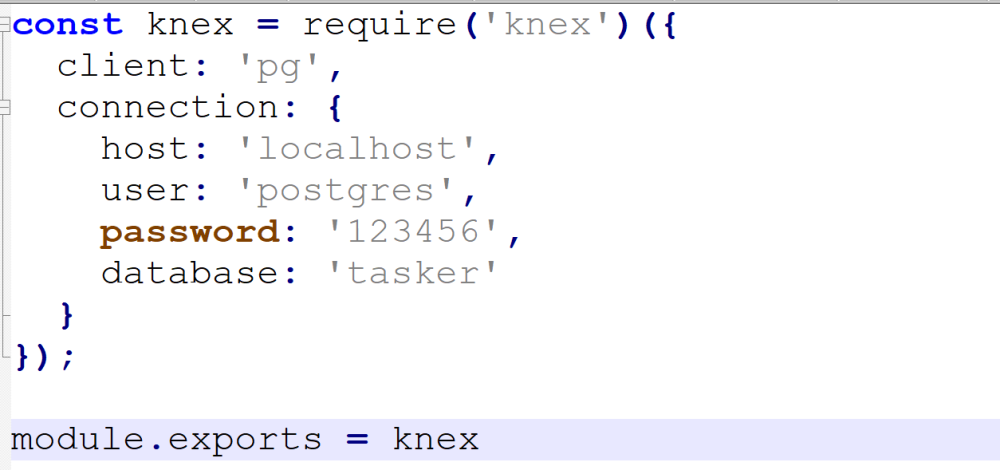 const knex = require('knex')({
  client: 'pg',
  connection: {
    host: 'localhost',
    user: 'postgres',
    password: '123456',
    database: 'tasker'
  }
});

module.exports = knex